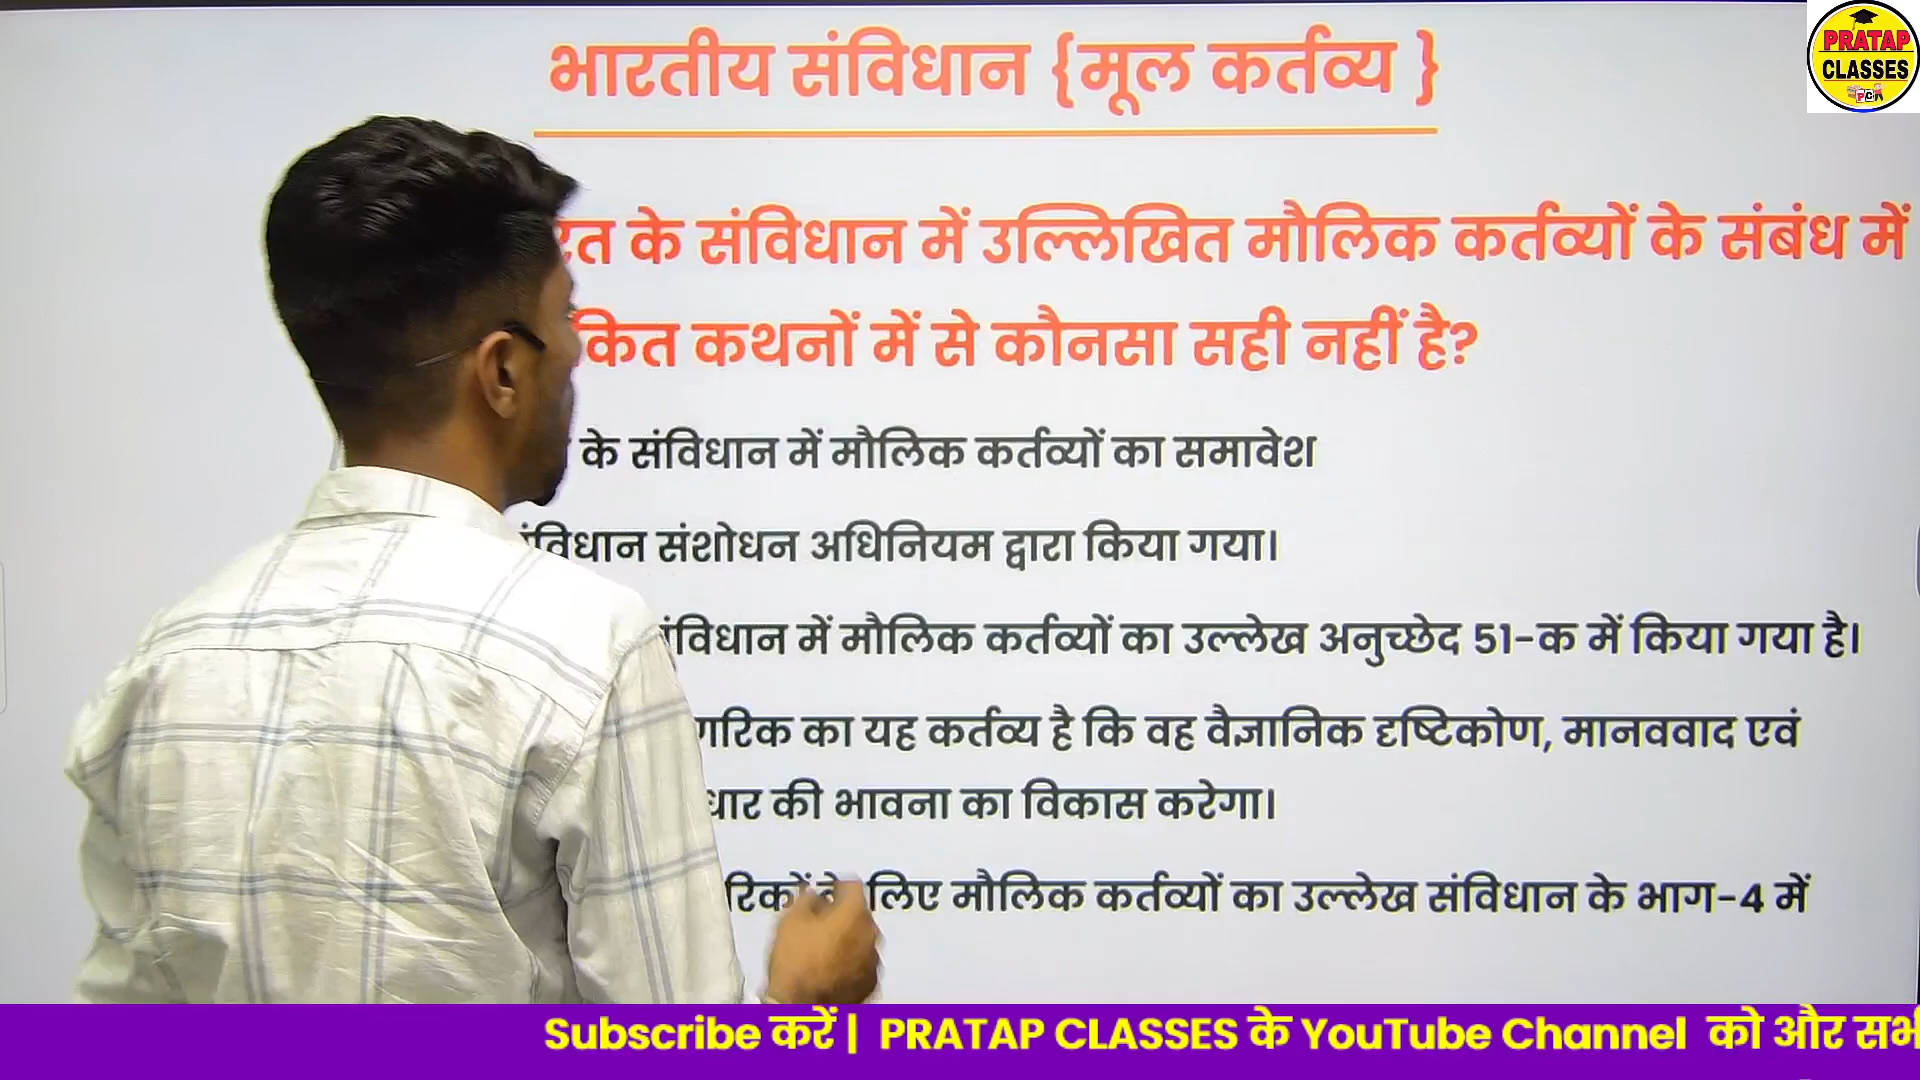 भारतीय संविधान {मूल कर्तव्य }
PRATAP
CLASSES
के संविधान में उल्लिखित मौलिक कर्तव्यों के संबंध में
कथनों में से कौनसा सही नहीं है?
के संविधान में मौलिक कर्तव्यों का समावेश
संशोधन अधिनियम द्वारा किया गया।
में मौलिक कर्तव्यों का उल्लेख अनुच्छेद 51-क में किया गया है।
का यह कर्तव्य है कि वह वैज्ञानिक दृष्टिकोण, मानववाद एवं
की भावना का विकास करेगा।
लिए मौलिक कर्तव्यों का उल्लेख संविधान के भाग-4 में
Subscribe करें | PRATAP CLASSES के YouTube Channel को और